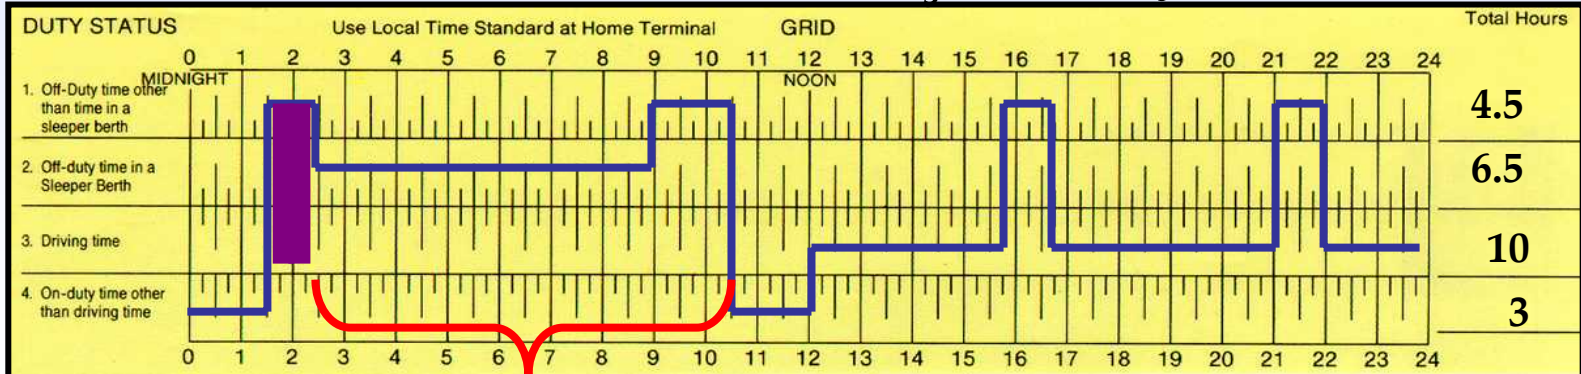 DUTY STATUS Use Local Time Standard at Home Terminal GRID Total Hours
0 1 2 3 4 5 6 7 8 9 10 11 12 13 14 15 16 17 18 19 20 21 22 23 24
MIDNIGHT NOON
1. Off-Duty time other
than time in a
sleeper berth
4.5
2. Off-duty time in a
Sleeper Berth
6.5
3. Driving time
10
4. On-duty time other
than driving time
3
0 1 2 3 4 5 6 7 8 9 10 11 12 13 14 15 16 17 18 19 20 21 22 23 24